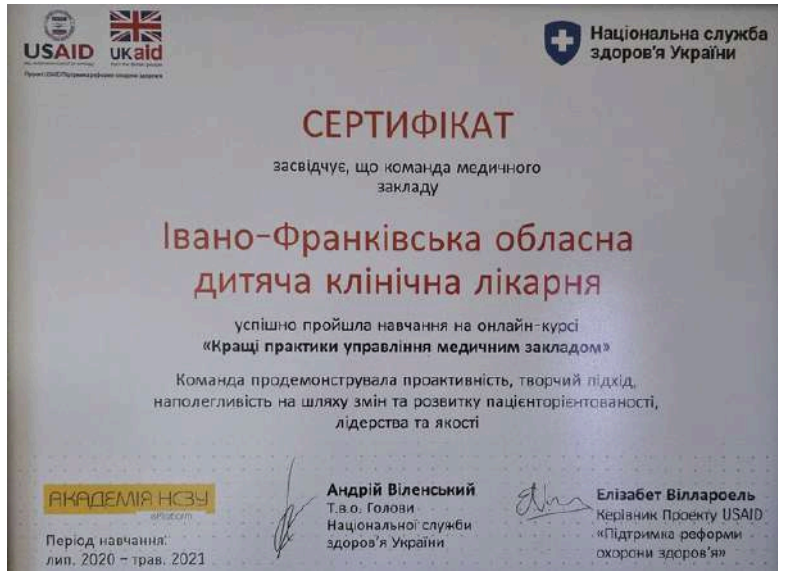 USAID
UKaid
Національна служба
здоров'я України
СЕРТИФІКАТ
засвідчує, що команда медичного
закладу
Івано-Франківська обласна
дитяча клінічна лікарня
успішно пройшла навчання на онлайн-курсі
«Кращі практики управління медичним закладом»
Команда продемонструвала проактивність, творчий підхід,
наполегливість на шляху змін та розвитку пацієнторієнтованості,
лідерства та якості
АКАДЕМІЯ НСЗУ
Період навчання:
лип. 2020 – трав. 2021
Андрій Віленський
Т.в.о. Голови
Національної служби
здоров'я України
Елізабет Віллароель
Керівник Проекту USAID
«Підтримка реформи
охорони здоров'я»